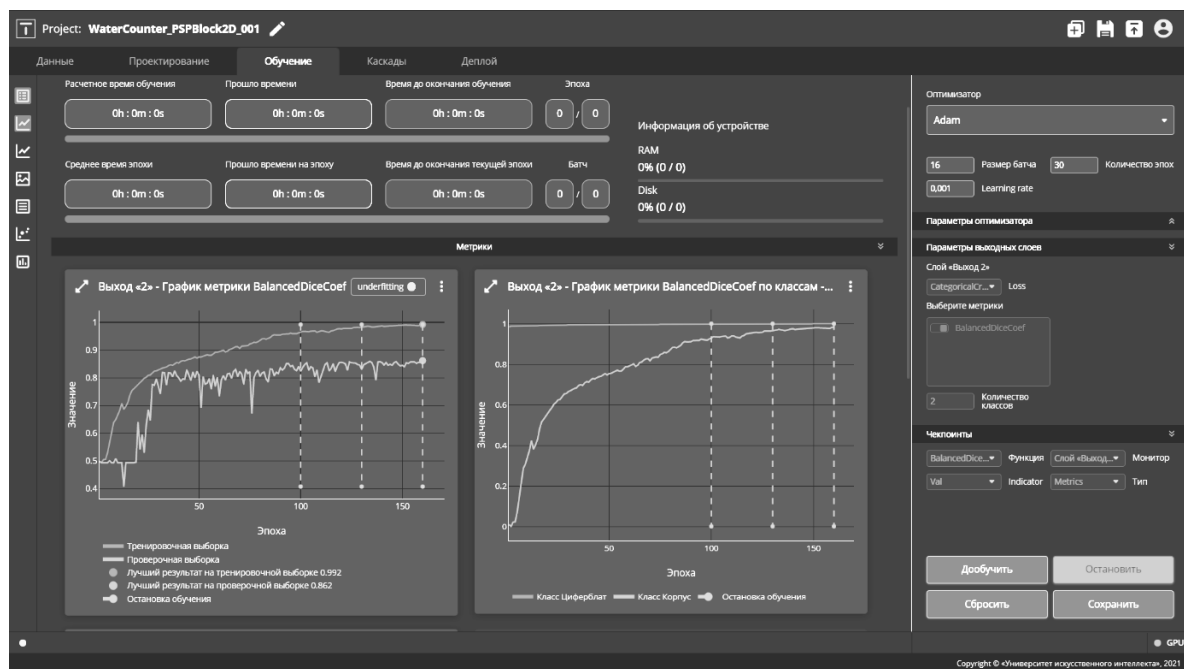 Project: WaterCounter_PSPBlock2D_001
Данные Проектирование Обучение Каскады Деплой
Расчетное время обучения Прошло времени Время до окончания обучения Эпоха
0h : 0m : 0s 0h : 0m : 0s 0h : 0m : 0s 0 / 0
Среднее время эпохи Прошло времени на эпоху Время до окончания текущей эпохи Батч
0h : 0m : 0s 0h : 0m : 0s 0h : 0m : 0s 0 / 0
Информация об устройстве
RAM
0% (0 / 0)
Disk
0% (0 / 0)
Метрики
Выход «2» - График метрики BalancedDiceCoef underfitting
Значение
1
0.9
0.8
0.7
0.6
0.5
0.4
50 100 150
Эпоха
Тренировочная выборка
Проверочная выборка
Лучший результат на тренировочной выборке 0.992
Лучший результат на проверочной выборке 0.862
Остановка обучения
Выход «2» - График метрики BalancedDiceCoef по классам -...
Значение
1
0.8
0.6
0.4
0.2
0
50 100 150
Эпоха
Класс Циферблат Класс Корпус Остановка обучения
Оптимизатор
Adam
16 Размер батча 30 Количество эпох
0,001 Learning rate
Параметры оптимизатора
Параметры выходных слоев
Слой «Выход 2»
CategoricalCr... Loss
Выберите метрики
BalancedDiceCoef
2 Количество
классов
Чекпоинты
BalancedDice... Функция Слой «Выход... Монитор
Val Indicator Metrics Тип
Дообучить Остановить
Сбросить Сохранить
GPU
Copyright © «Университет искусственного интеллекта», 2021